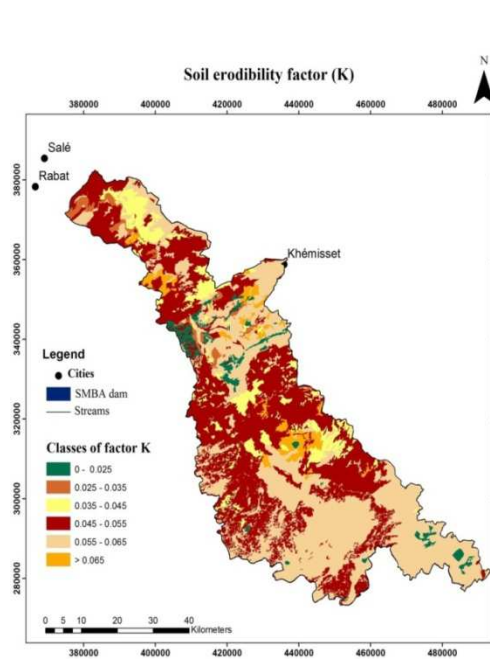 Soil erodibility factor (K)
N
380000 400000 420000 440000 460000 480000
Salé
Rabat
Khémisset
380000
360000
340000
320000
300000
280000
Legend
Cities
SMBA dam
Streams
Classes of factor K
0 - 0.025
0.025 - 0.035
0.035 - 0.045
0.045 - 0.055
0.055 - 0.065
> 0.065
0 5 10 20 30 40
Kilometers
380000 400000 420000 440000 460000 480000